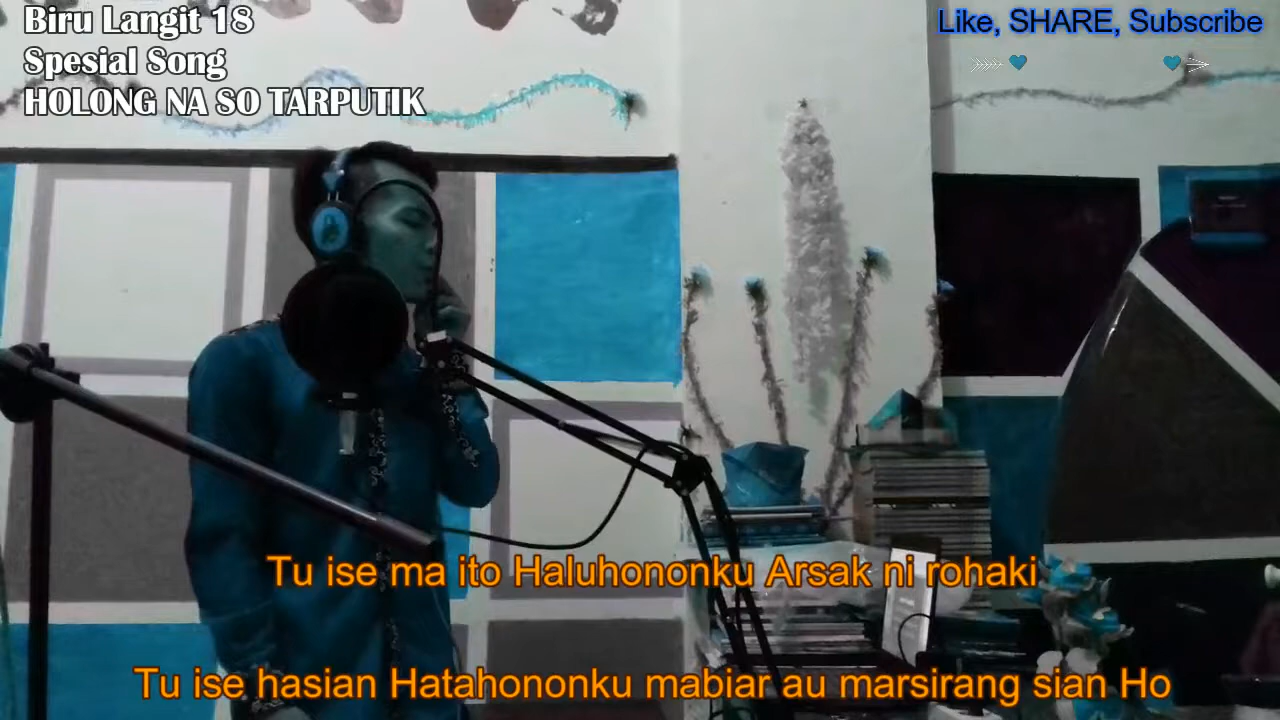 Biru Langit 18
Spesial Song
HOLONG NA SO TARPUTIK
Like, SHARE, Subscribe
Tu ise ma ito Haluhononku Arsak ni rohaki
Tu ise hasian Hatahononku mabiar au marsirang sian Ho